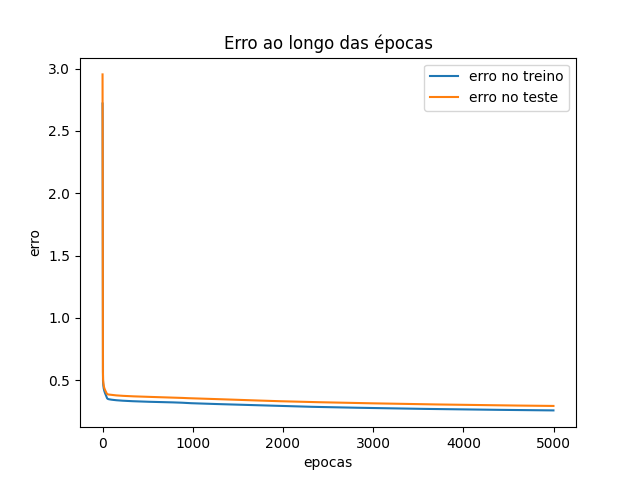 Erro ao longo das épocas
erro no treino
erro no teste
3.0
2.5
2.0
1.5
1.0
0.5
erro
0 1000 2000 3000 4000 5000
epocas